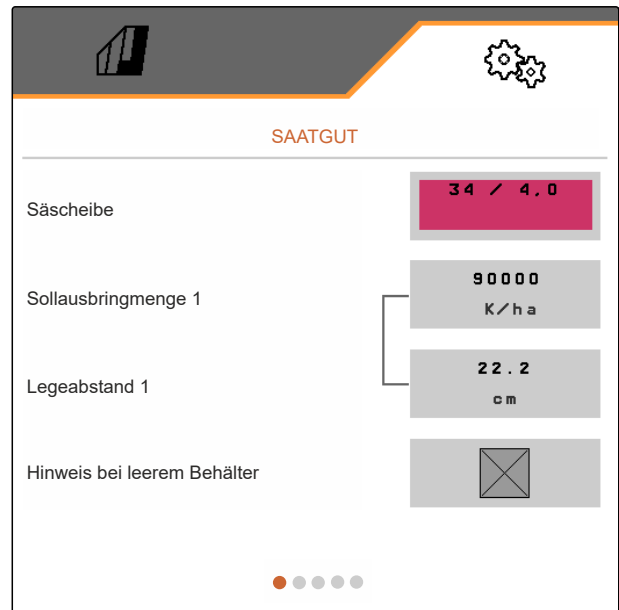 SAATGUT
Säscheibe
34 / 4,0
Sollausbringmenge 1
90000
K/ha
Legeabstand 1
22.2
cm
Hinweis bei leerem Behälter